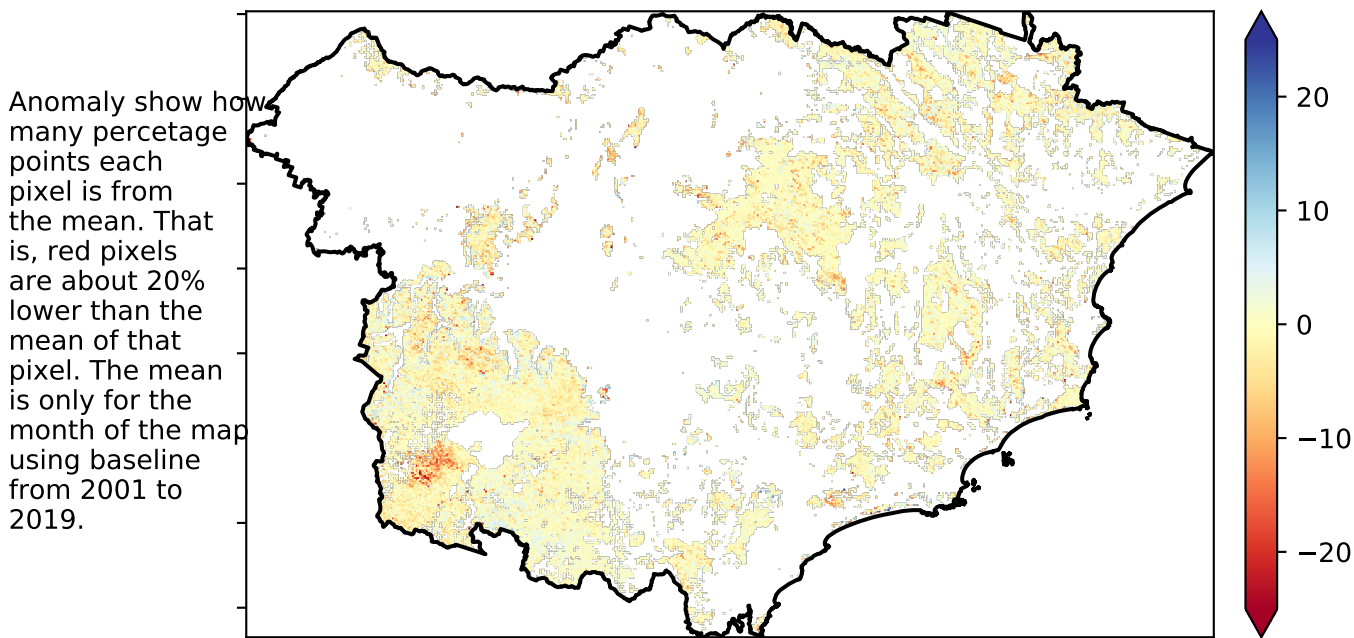 Anomaly show how
many percetage
points each
pixel is from
the mean. That
is, red pixels
are about 20%
lower than the
mean of that
pixel. The mean
is only for the
month of the map
using baseline
from 2001 to
2019.
20
10
0
−10
−20